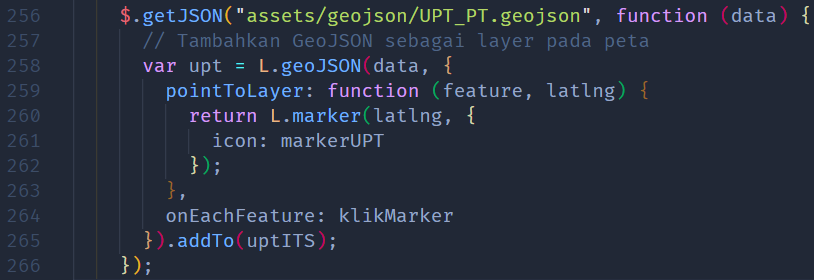 256 $.getJSON("assets/geojson/UPT_PT.geojson", function (data) {
257 // Tambahkan GeoJSON sebagai layer pada peta
258 var upt = L.geoJSON(data, {
259 pointToLayer: function (feature, latlng) {
260 return L.marker(latlng, {
261 icon: markerUPT
262 });
263 },
264 onEachFeature: klikMarker
265 }).addTo(uptITS);
266 });